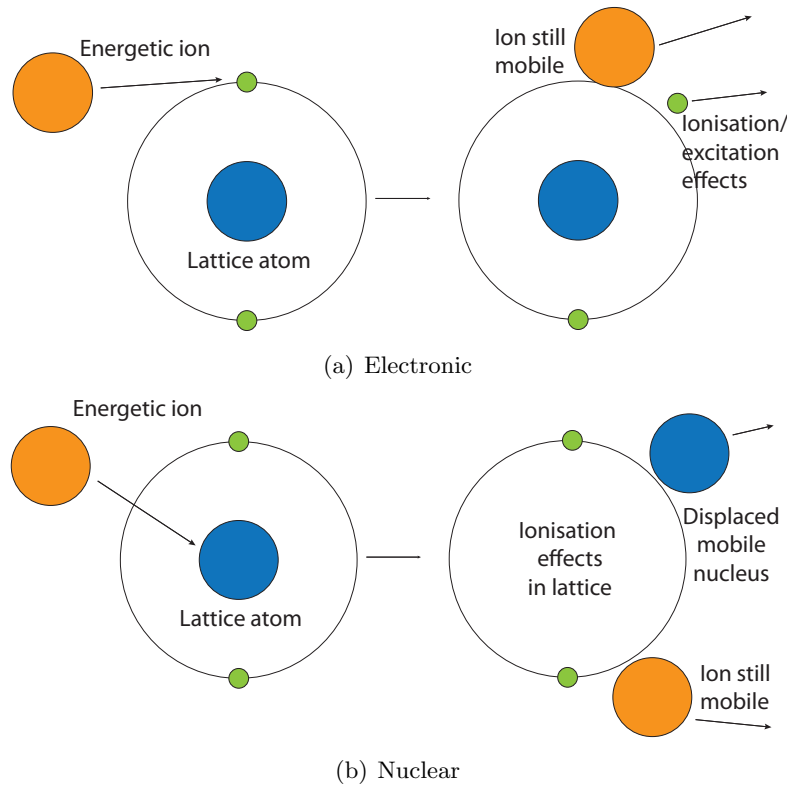 Energetic ion
Lattice atom
Ion still
mobile
Ionisation/
excitation
effects
(a) Electronic
Energetic ion
Lattice atom
Ionisation
effects
in lattice
Displaced
mobile
nucleus
Ion still
mobile
(b) Nuclear